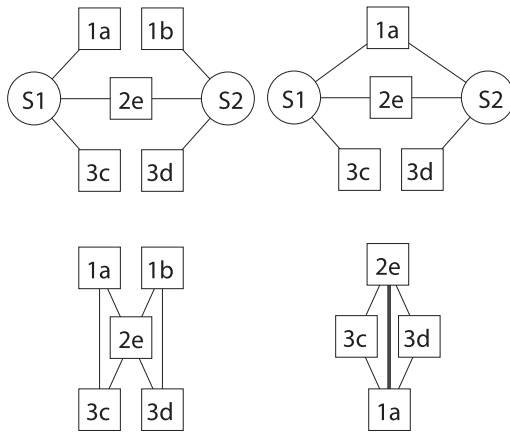 1a 1b 1a
S1 2e S2 S1 2e S2
3c 3d 3c 3d
1a 1b 2e
2e 3c 3d
3c 3d 1a